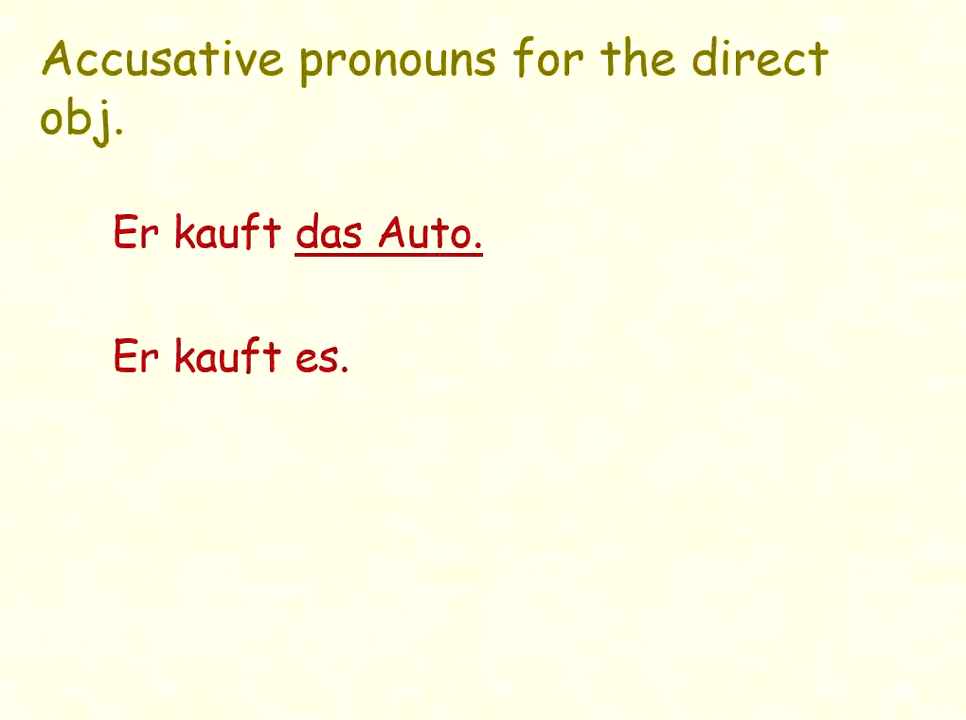 Accusative pronouns for the direct
obj.
Er kauft das Auto.
Er kauft es.